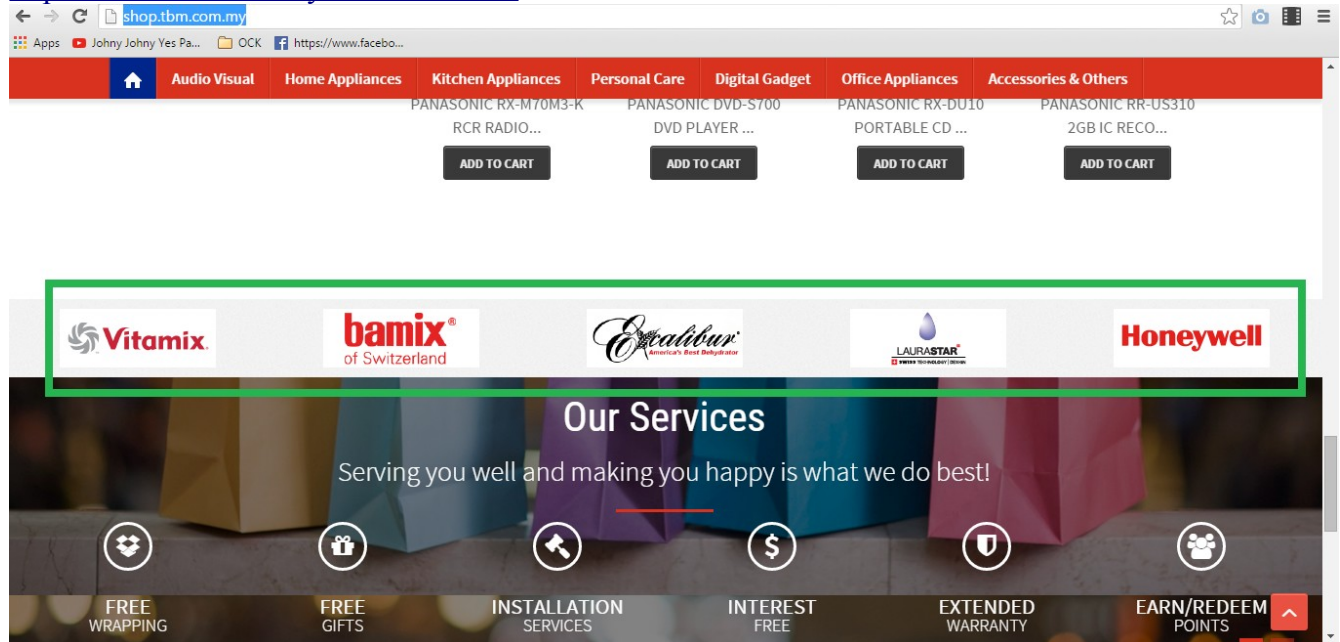 shop.tbm.com.my
Apps Johny Johny Yes Pa... OCK https://www.facebo...
Audio Visual Home Appliances Kitchen Appliances Personal Care Digital Gadget Office Appliances Accessories & Others
PANASONIC RX-M70M3-K PANASONIC DVD-S700 PANASONIC RX-DU10 PANASONIC RR-US310
RCR RADIO... DVD PLAYER ... PORTABLE CD ... 2GB IC RECO...
ADD TO CART ADD TO CART ADD TO CART ADD TO CART
Vitamix. bamix® Excalibur® LAURASTAR® Honeywell
of Switzerland America's Best Dehydrator SWISS TECHNOLOGY | DESIGN
Our Services
Serving you well and making you happy is what we do best!
FREE FREE INSTALLATION INTEREST EXTENDED EARN/REDEEM
WRAPPING GIFTS SERVICES FREE WARRANTY POINTS